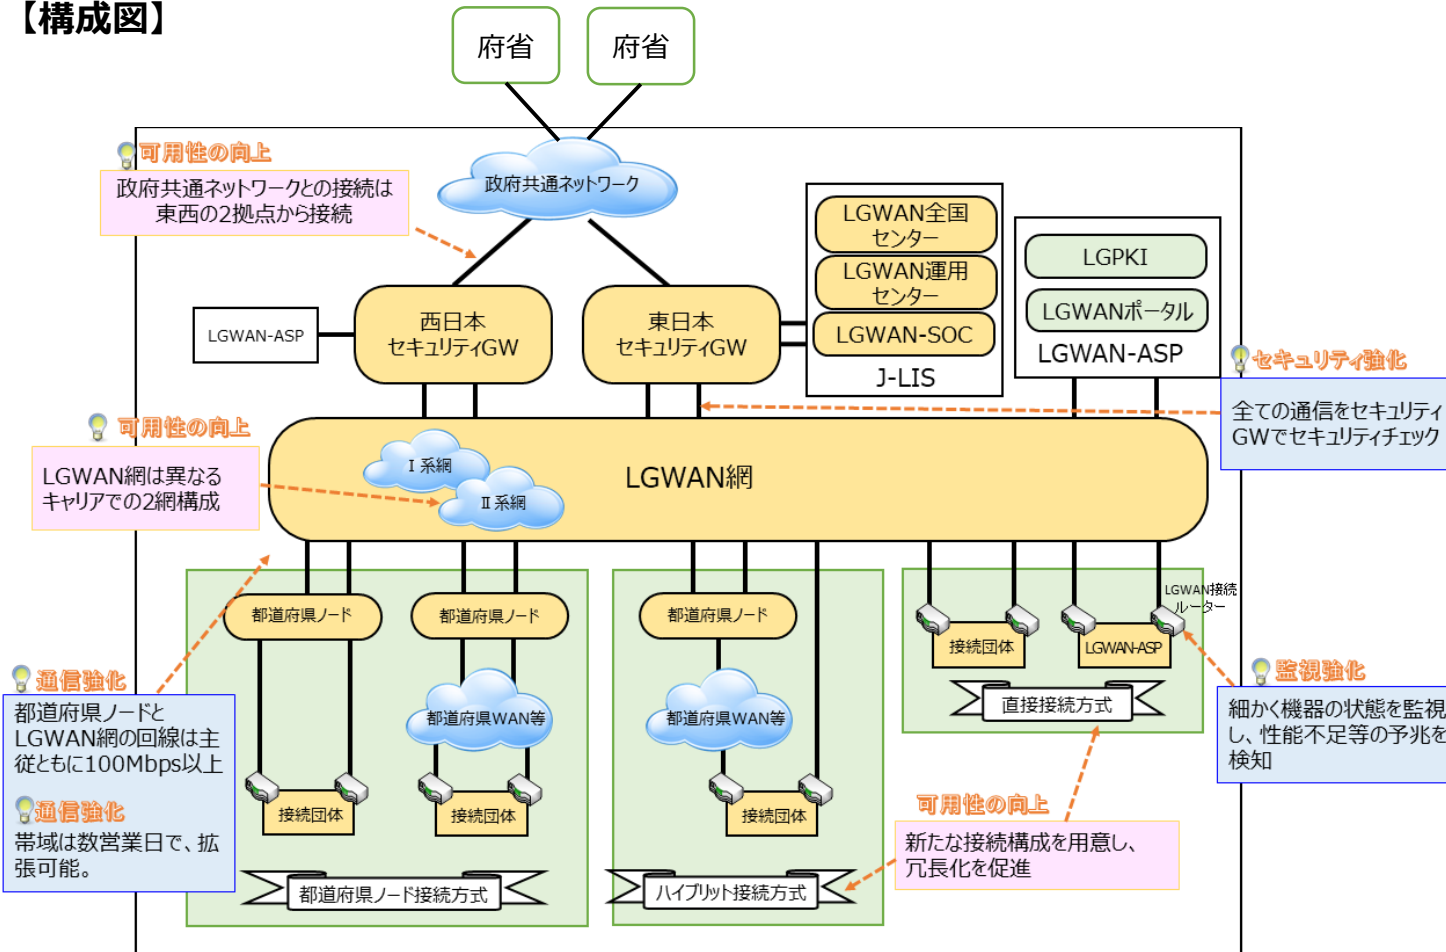 【構成図】
府省
府省
可用性の向上
政府共通ネットワークとの接続は
東西の2拠点から接続
政府共通ネットワーク
LGWAN全国
センター
LGWAN運用
センター
LGWAN-SOC
J-LIS
LGPKI
LGWANポータル
LGWAN-ASP
LGWAN-ASP
西日本
セキュリティGW
東日本
セキュリティGW
セキュリティ強化
全ての通信をセキュリティ
GWでセキュリティチェック
可用性の向上
LGWAN網は異なる
キャリアでの2網構成
Ⅰ系網
Ⅱ系網
LGWAN網
都道府県ノード
都道府県ノード
都道府県ノード
LGWAN接続
ルーター
接続団体
LGWAN-ASP
直接接続方式
通信強化
都道府県ノードと
LGWAN網の回線は主
従ともに100Mbps以上
通信強化
帯域は数営業日で、拡
張可能。
都道府県WAN等
都道府県WAN等
監視強化
細かく機器の状態を監視
し、性能不足等の予兆を
検知
接続団体
接続団体
接続団体
可用性の向上
新たな接続構成を用意し、
冗長化を促進
都道府県ノード接続方式
ハイブリット接続方式